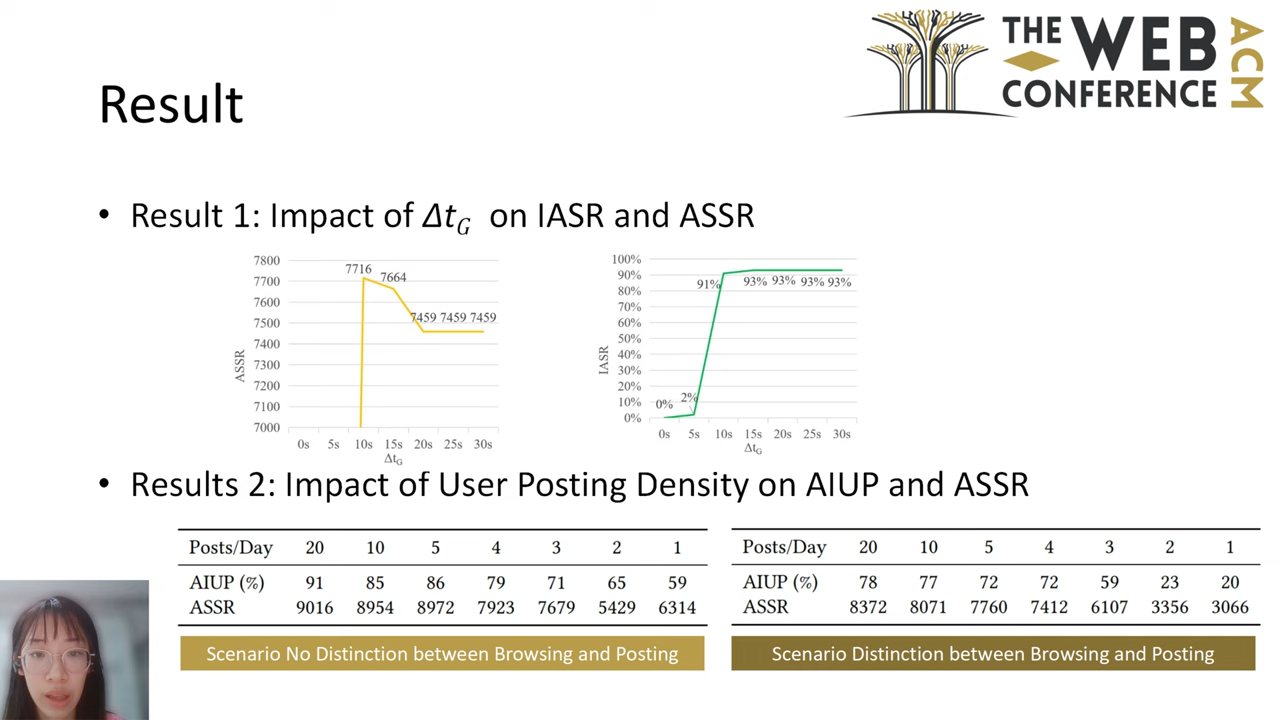 THE WEB CONFERENCE ACM
Result
• Result 1: Impact of Δt_G on IASR and ASSR
7800
7700
7600
7500
7400
7300
7200
7100
7000
ASSR
7716
7664
7459 7459 7459
0s 5s 10s 15s 20s 25s 30s
Δt_G
100%
90%
80%
70%
60%
50%
40%
30%
20%
10%
0%
IASR
0% 2% 91% 93% 93% 93% 93%
0s 5s 10s 15s 20s 25s 30s
Δt_G
• Results 2: Impact of User Posting Density on AIUP and ASSR
Posts/Day 20 10 5 4 3 2 1
AIUP (%) 91 85 86 79 71 65 59
ASSR 9016 8954 8972 7923 7679 5429 6314
Scenario No Distinction between Browsing and Posting
Posts/Day 20 10 5 4 3 2 1
AIUP (%) 78 77 72 72 59 23 20
ASSR 8372 8071 7760 7412 6107 3356 3066
Scenario Distinction between Browsing and Posting